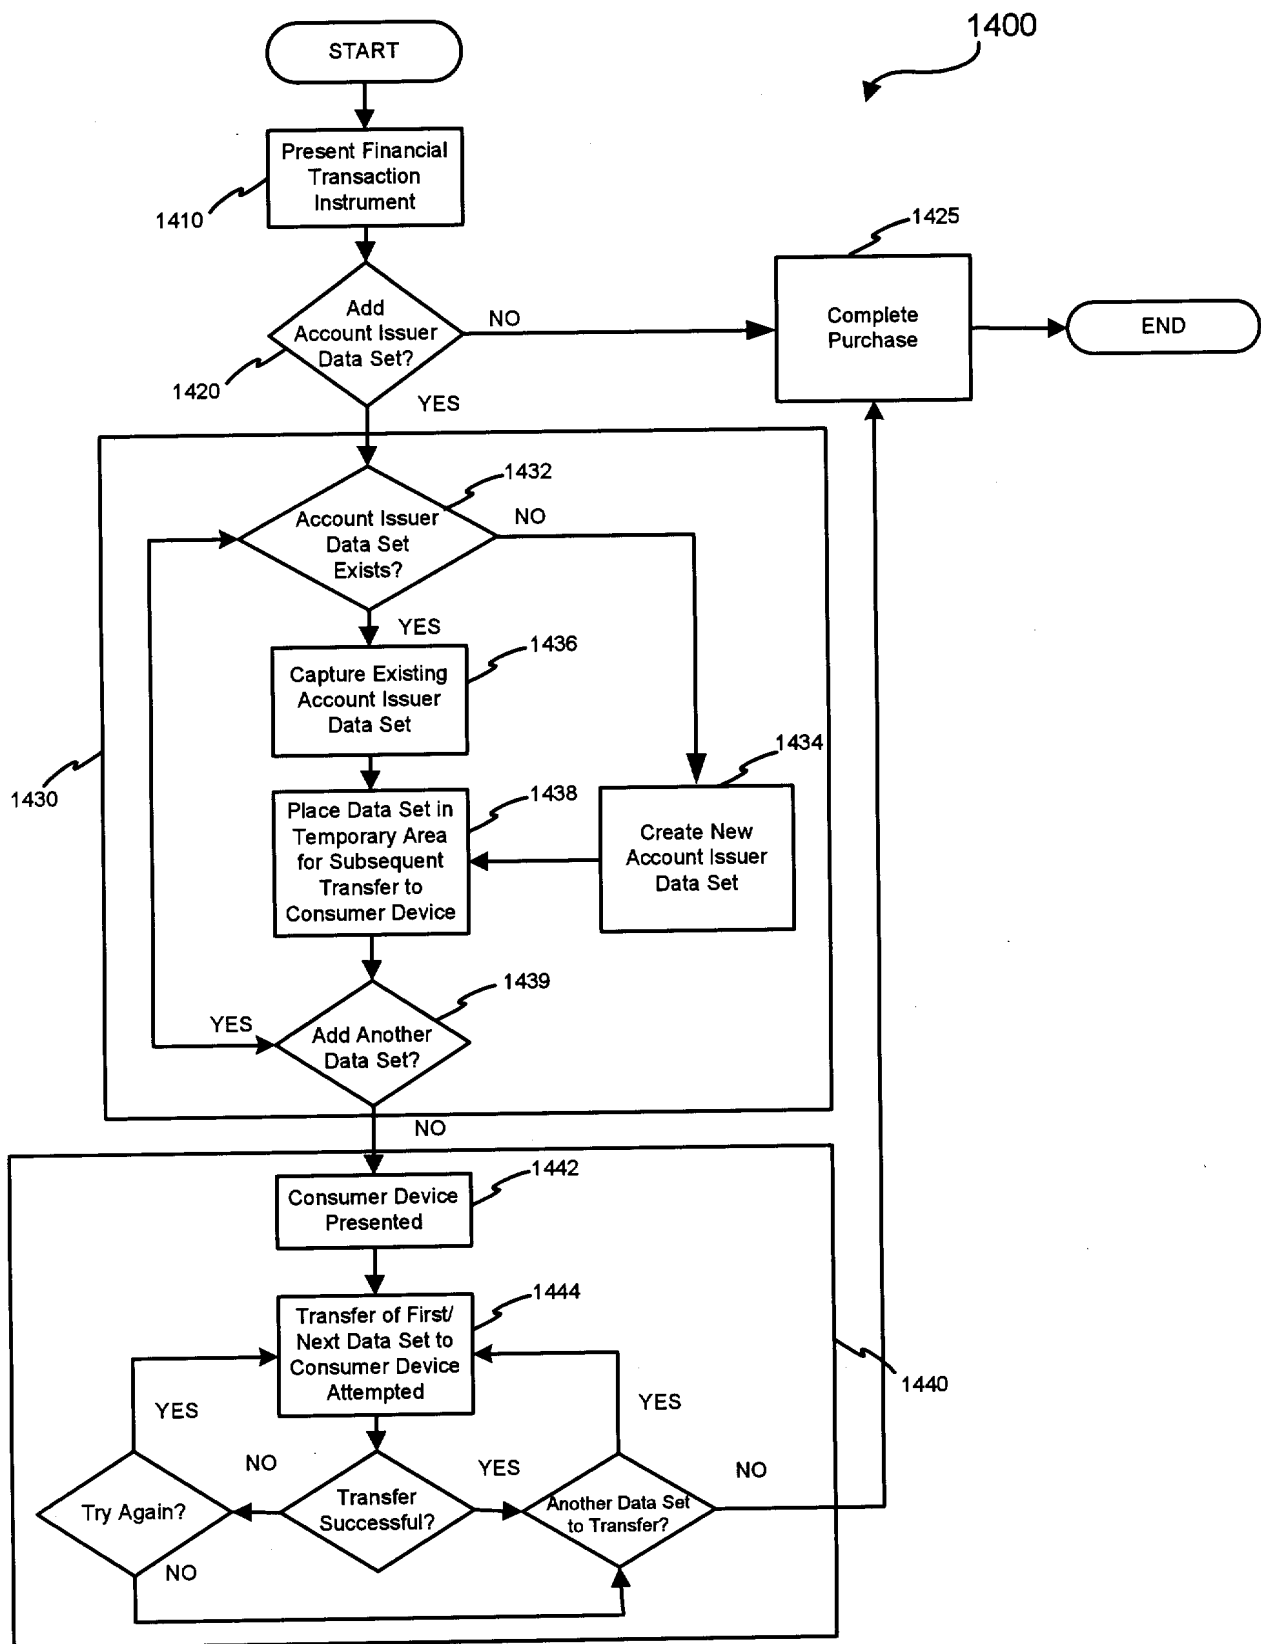 1400
START
Present Financial
Transaction
Instrument
1410
1425
Add
Account Issuer
Data Set?
NO
Complete
Purchase
END
1420
YES
1432
Account Issuer
Data Set
Exists?
NO
YES
1436
Capture Existing
Account Issuer
Data Set
1434
1430
1438
Place Data Set in
Temporary Area
for Subsequent
Transfer to
Consumer Device
Create New
Account Issuer
Data Set
1439
YES
Add Another
Data Set?
NO
1442
Consumer Device
Presented
1444
Transfer of First/
Next Data Set to
Consumer Device
Attempted
1440
YES
YES
NO
YES
NO
Try Again?
Transfer
Successful?
Another Data Set
to Transfer?
NO